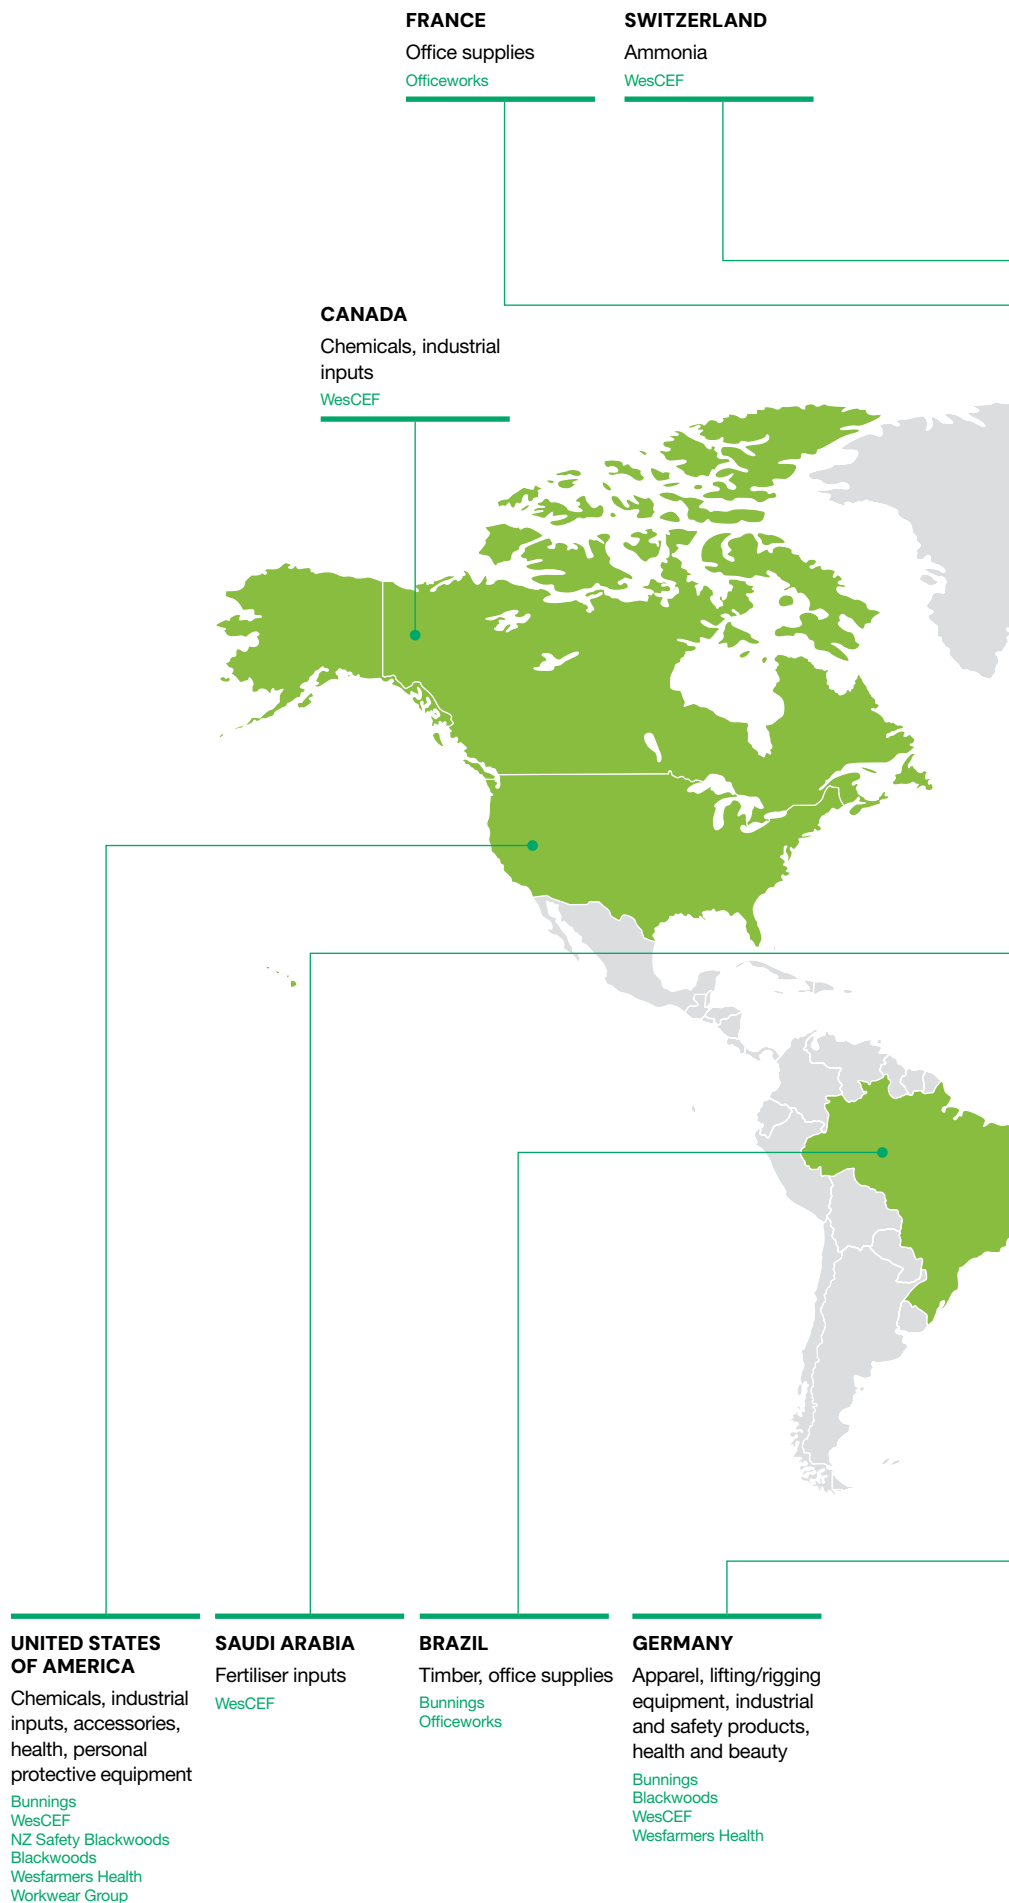 FRANCE
Office supplies
Officeworks
SWITZERLAND
Ammonia
WesCEF
CANADA
Chemicals, industrial
inputs
WesCEF
UNITED STATES
OF AMERICA
Chemicals, industrial
inputs, accessories,
health, personal
protective equipment
Bunnings
WesCEF
NZ Safety Blackwoods
Blackwoods
Wesfarmers Health
Workwear Group
SAUDI ARABIA
Fertiliser inputs
WesCEF
BRAZIL
Timber, office supplies
Bunnings
Officeworks
GERMANY
Apparel, lifting/rigging
equipment, industrial
and safety products,
health and beauty
Bunnings
Blackwoods
WesCEF
Wesfarmers Health